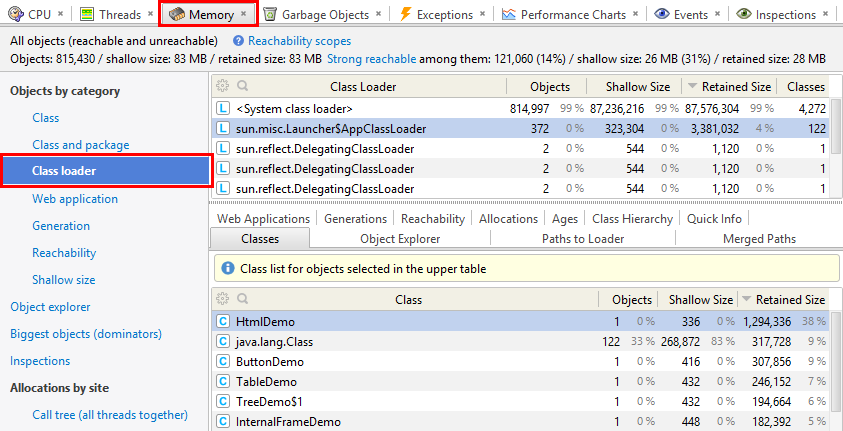 CPU × Threads × Memory × Garbage Objects × Exceptions × Performance Charts × Events × Inspections ×
All objects (reachable and unreachable) ? Reachability scopes
Objects: 815,430 / shallow size: 83 MB / retained size: 83 MB Strong reachable among them: 121,060 (14%) / shallow size: 26 MB (31%) / retained size: 28 MB
Objects by category
Class
Class and package
Class loader
Web application
Generation
Reachability
Shallow size
Object explorer
Biggest objects (dominators)
Inspections
Allocations by site
Call tree (all threads together)
Class Loader Objects Shallow Size Retained Size Classes
L <System class loader> 814,997 99 % 87,236,216 99 % 87,576,304 99 % 4,272
L sun.misc.Launcher$AppClassLoader 372 0 % 323,304 0 % 3,381,032 4 % 122
L sun.reflect.DelegatingClassLoader 2 0 % 544 0 % 1,120 0 % 1
L sun.reflect.DelegatingClassLoader 2 0 % 544 0 % 1,120 0 % 1
L sun.reflect.DelegatingClassLoader 2 0 % 544 0 % 1,120 0 % 1
Web Applications Generations Reachability Allocations Ages Class Hierarchy Quick Info
Classes Object Explorer Paths to Loader Merged Paths
i Class list for objects selected in the upper table
Class Objects Shallow Size Retained Size
C HtmlDemo 1 0 % 336 0 % 1,294,336 38 %
C java.lang.Class 122 33 % 268,872 83 % 317,728 9 %
C ButtonDemo 1 0 % 416 0 % 307,856 9 %
C TableDemo 1 0 % 432 0 % 246,152 7 %
C TreeDemo$1 1 0 % 432 0 % 194,664 6 %
C InternalFrameDemo 1 0 % 448 0 % 182,392 5 %